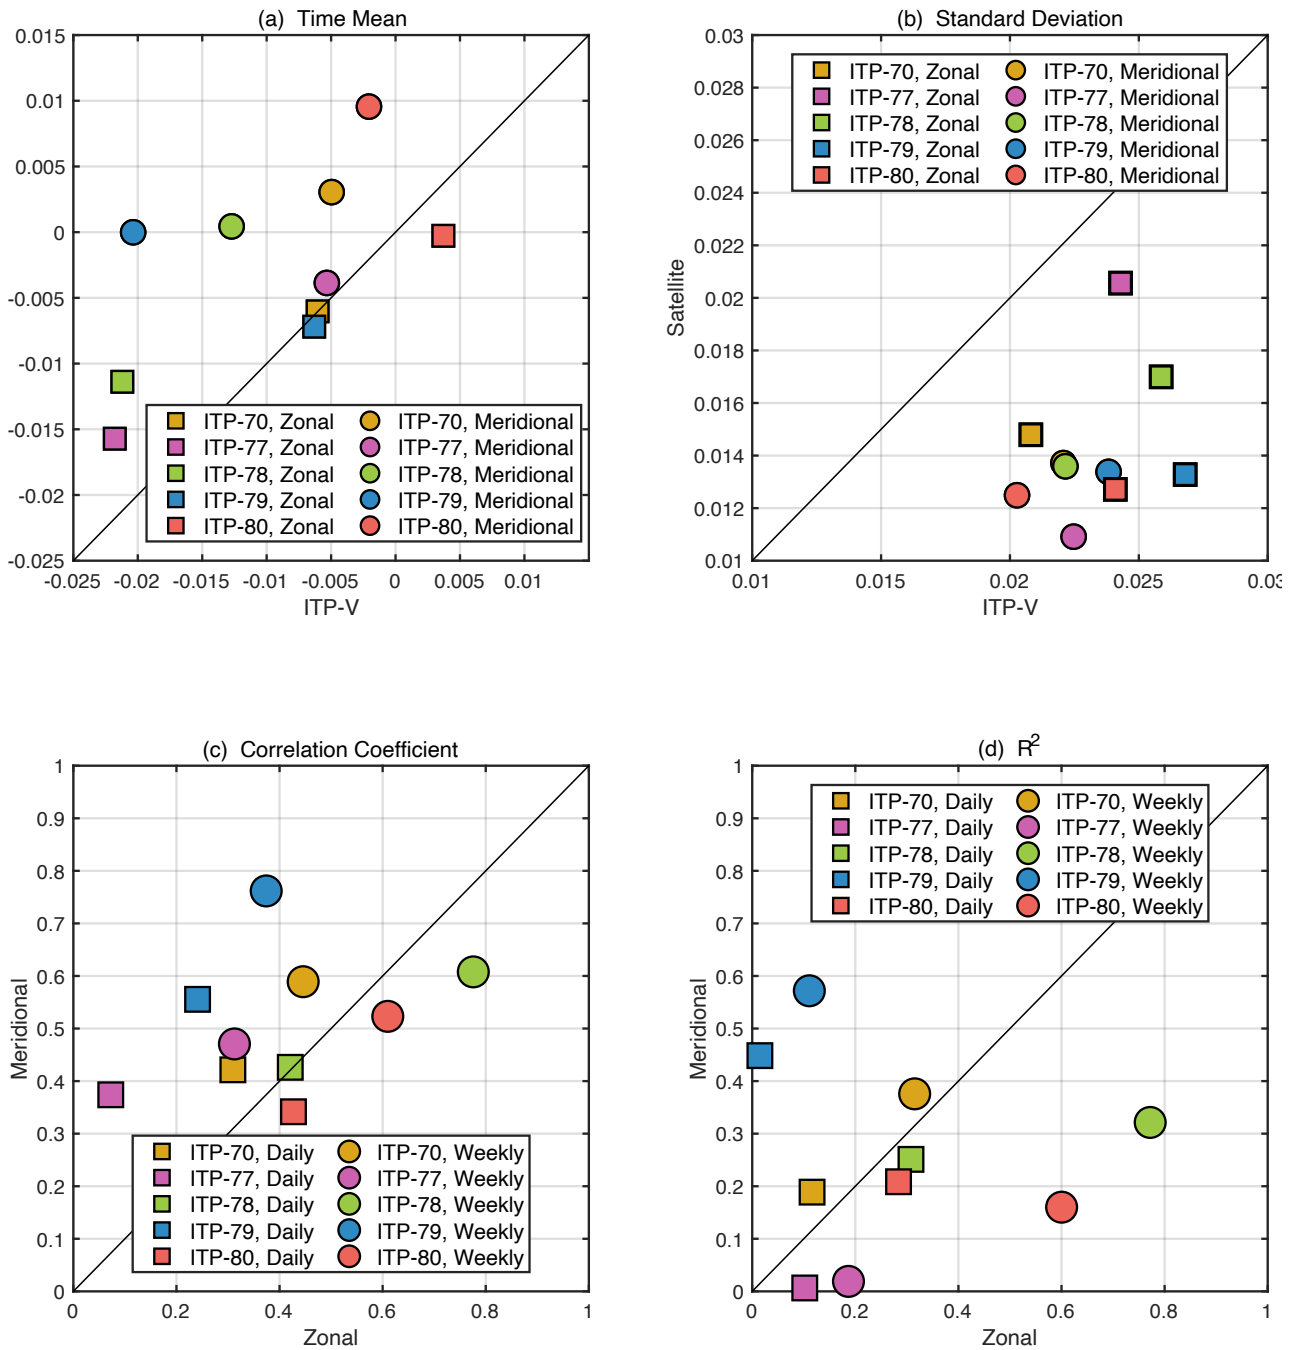 (a) Time Mean
0.015
0.01
0.005
0
-0.005
-0.01
-0.015
-0.02
-0.025
ITP-70, Zonal ITP-70, Meridional
ITP-77, Zonal ITP-77, Meridional
ITP-78, Zonal ITP-78, Meridional
ITP-79, Zonal ITP-79, Meridional
ITP-80, Zonal ITP-80, Meridional
-0.025 -0.02 -0.015 -0.01 -0.005 0 0.005 0.01
ITP-V
(b) Standard Deviation
0.03
0.028
0.026
0.024
0.022
0.02
0.018
0.016
0.014
0.012
0.01
Satellite
ITP-70, Zonal ITP-70, Meridional
ITP-77, Zonal ITP-77, Meridional
ITP-78, Zonal ITP-78, Meridional
ITP-79, Zonal ITP-79, Meridional
ITP-80, Zonal ITP-80, Meridional
0.01 0.015 0.02 0.025 0.03
ITP-V
(c) Correlation Coefficient
1
0.9
0.8
0.7
0.6
0.5
0.4
0.3
0.2
0.1
0
Meridional
ITP-70, Daily ITP-70, Weekly
ITP-77, Daily ITP-77, Weekly
ITP-78, Daily ITP-78, Weekly
ITP-79, Daily ITP-79, Weekly
ITP-80, Daily ITP-80, Weekly
0 0.2 0.4 0.6 0.8 1
Zonal
(d) R²
1
0.9
0.8
0.7
0.6
0.5
0.4
0.3
0.2
0.1
0
Meridional
ITP-70, Daily ITP-70, Weekly
ITP-77, Daily ITP-77, Weekly
ITP-78, Daily ITP-78, Weekly
ITP-79, Daily ITP-79, Weekly
ITP-80, Daily ITP-80, Weekly
0 0.2 0.4 0.6 0.8 1
Zonal